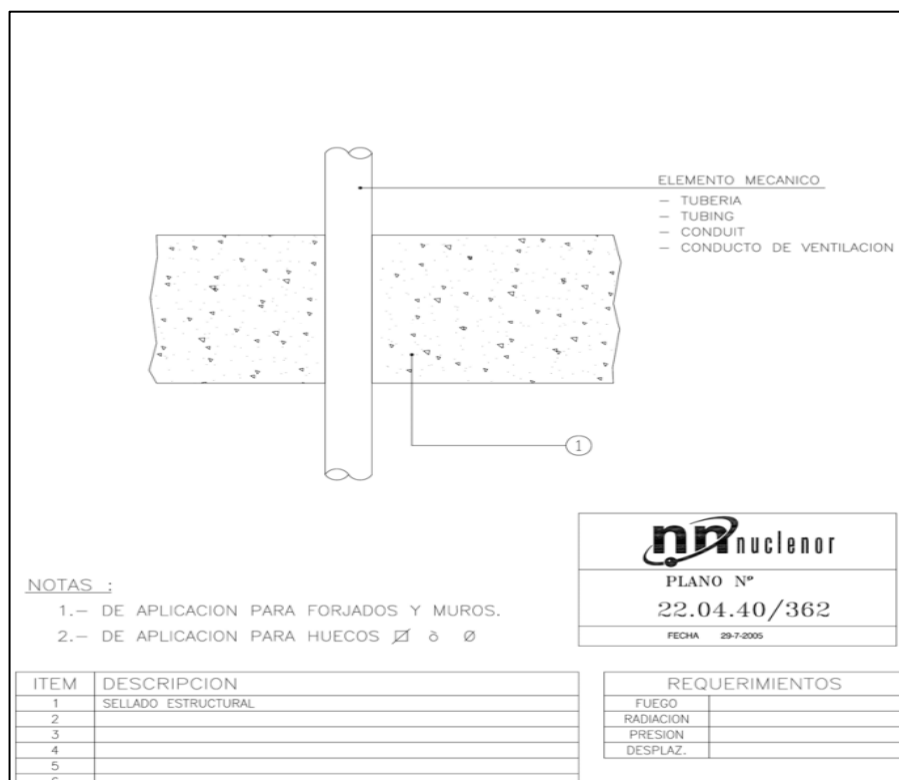 ELEMENTO MECANICO
– TUBERIA
– TUBING
– CONDUIT
– CONDUCTO DE VENTILACION
1
nn nuclenor
PLANO Nº
22.04.40/362
FECHA 29-7-2005
NOTAS :
1.– DE APLICACION PARA FORJADOS Y MUROS.
2.– DE APLICACION PARA HUECOS ⍁ ó Ø
ITEM DESCRIPCION
1 SELLADO ESTRUCTURAL
2
3
4
5
REQUERIMIENTOS
FUEGO
RADIACION
PRESION
DESPLAZ.